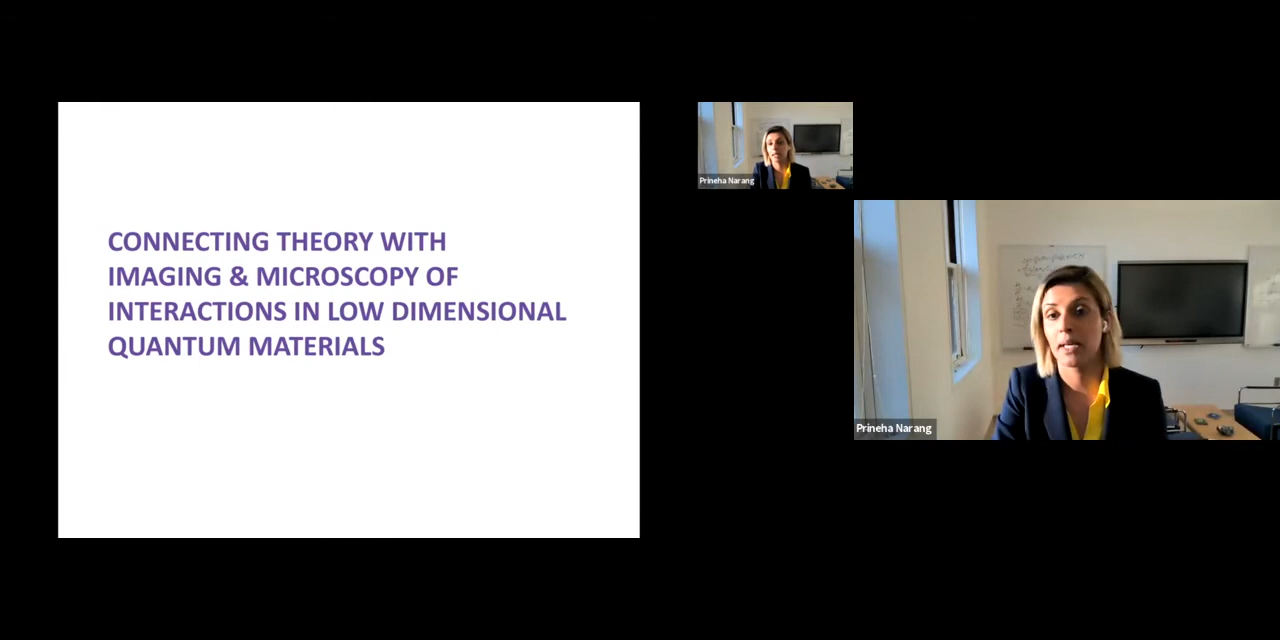 CONNECTING THEORY WITH
IMAGING & MICROSCOPY OF
INTERACTIONS IN LOW DIMENSIONAL
QUANTUM MATERIALS
Prineha Narang
Prineha Narang